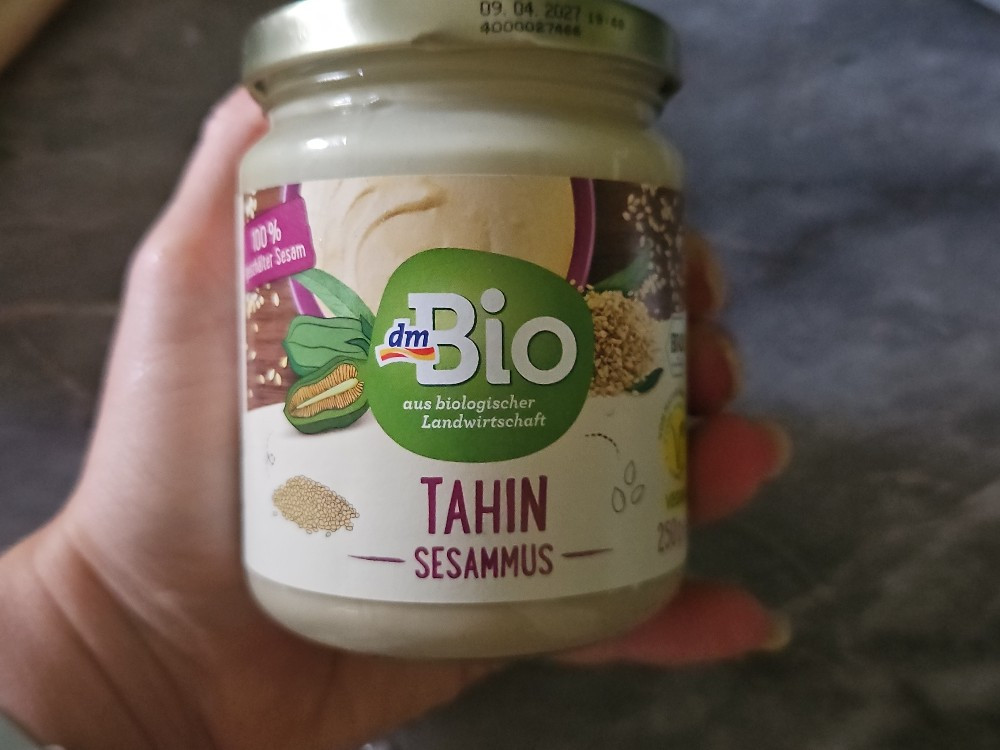 09. 04. 2027
100%
Sesam
dm
Bio
aus biologischer
Landwirtschaft
TAHIN
SESAMMUS